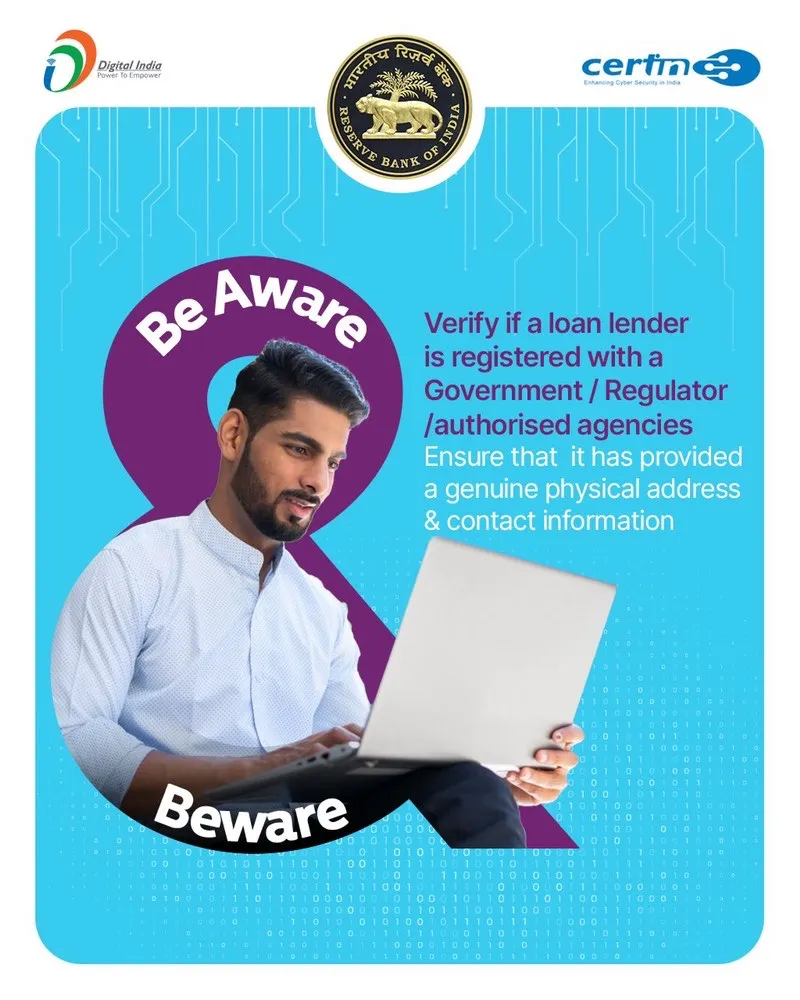 Digital India
Power To Empower
भारतीय रिज़र्व बैंक
RESERVE BANK OF INDIA
certin
Enhancing Cyber Security in India
Be Aware
Verify if a loan lender
is registered with a
Government / Regulator
/authorised agencies
Ensure that it has provided
a genuine physical address
& contact information
&
Beware